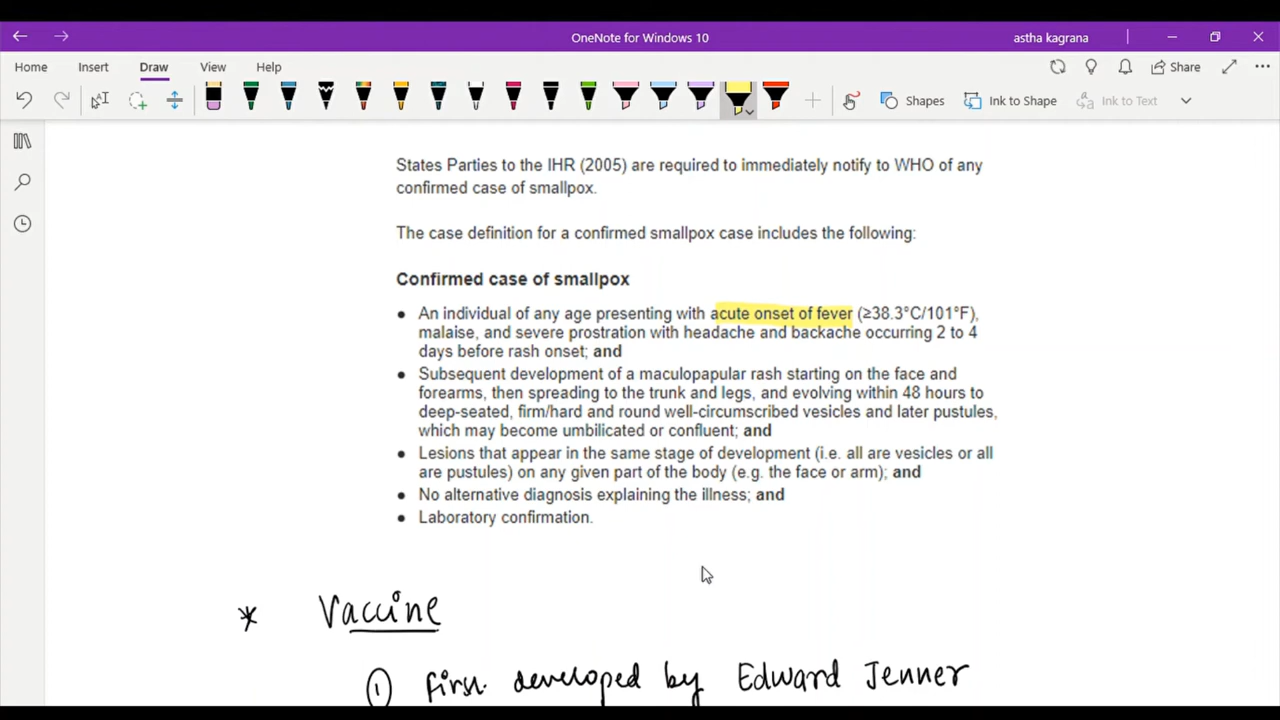 OneNote for Windows 10
astha kagrana
Home Insert Draw View Help
Share
Shapes
Ink to Shape
Ink to Text
States Parties to the IHR (2005) are required to immediately notify to WHO of any
confirmed case of smallpox.
The case definition for a confirmed smallpox case includes the following:
Confirmed case of smallpox
• An individual of any age presenting with acute onset of fever (≥38.3°C/101°F),
malaise, and severe prostration with headache and backache occurring 2 to 4
days before rash onset; and
• Subsequent development of a maculopapular rash starting on the face and
forearms, then spreading to the trunk and legs, and evolving within 48 hours to
deep-seated, firm/hard and round well-circumscribed vesicles and later pustules,
which may become umbilicated or confluent; and
• Lesions that appear in the same stage of development (i.e. all are vesicles or all
are pustules) on any given part of the body (e.g. the face or arm); and
• No alternative diagnosis explaining the illness; and
• Laboratory confirmation.
* Vaccine
① first developed by Edward Jenner